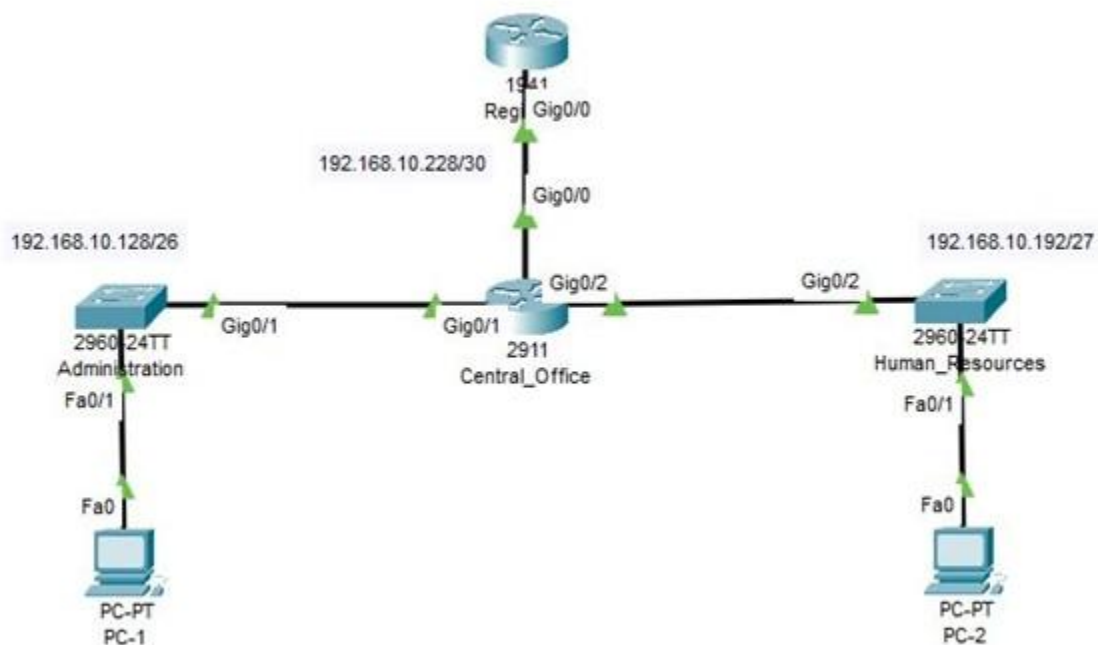 1941
Regi Gig0/0
192.168.10.228/30
Gig0/0
192.168.10.128/26
192.168.10.192/27
Gig0/2
Gig0/2
Gig0/1
Gig0/1
2960-24TT
Administration
2911
Central_Office
2960-24TT
Human_Resources
Fa0/1
Fa0/1
Fa0
Fa0
PC-PT
PC-1
PC-PT
PC-2